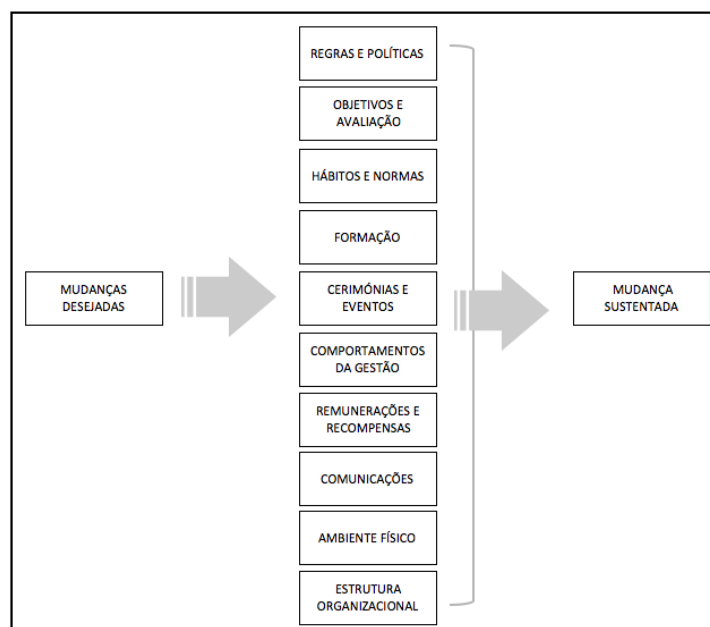 REGRAS E POLÍTICAS
OBJETIVOS E
AVALIAÇÃO
HÁBITOS E NORMAS
FORMAÇÃO
MUDANÇAS
DESEJADAS
CERIMÓNIAS E
EVENTOS
MUDANÇA
SUSTENTADA
COMPORTAMENTOS
DA GESTÃO
REMUNERAÇÕES E
RECOMPENSAS
COMUNICAÇÕES
AMBIENTE FÍSICO
ESTRUTURA
ORGANIZACIONAL